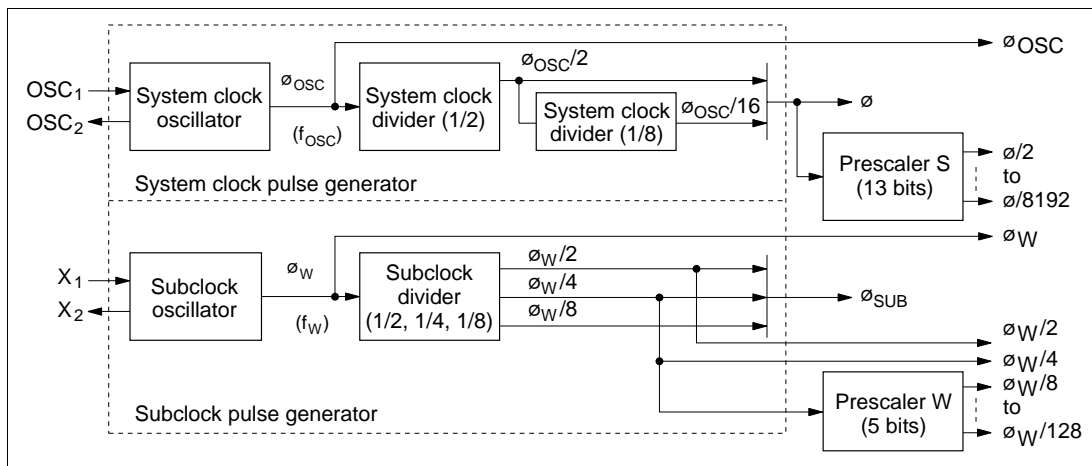 øOSC
OSC1
OSC2
System clock
oscillator
øOSC
(fOSC)
System clock
divider (1/2)
øOSC/2
System clock
divider (1/8)
øOSC/16
ø
Prescaler S
(13 bits)
ø/2
to
ø/8192
System clock pulse generator
øW
X1
X2
Subclock
oscillator
øW
(fW)
Subclock
divider
(1/2, 1/4, 1/8)
øW/2
øW/4
øW/8
øSUB
øW/2
øW/4
Prescaler W
(5 bits)
øW/8
to
øW/128
Subclock pulse generator